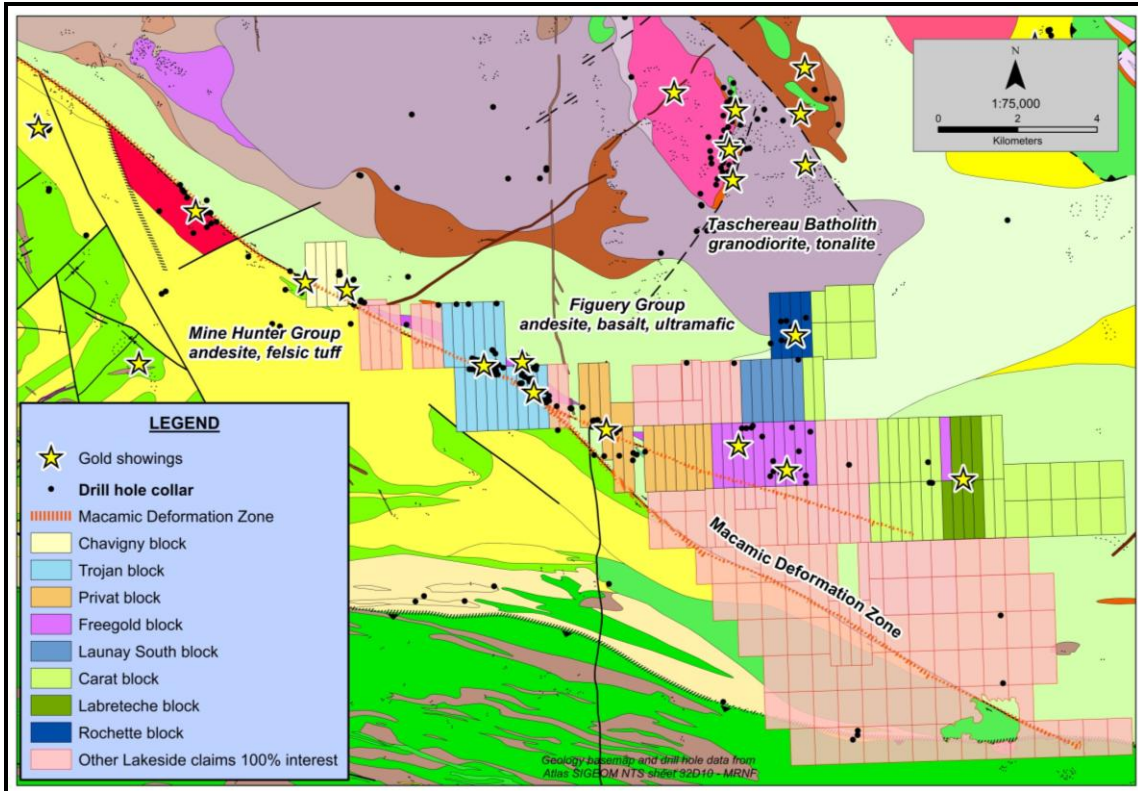 N
1:75,000
0 2 4
Kilometers
Taschereau Batholith
granodiorite, tonalite
Figuery Group
andesite, basalt, ultramafic
Mine Hunter Group
andesite, felsic tuff
Macamic Deformation Zone
LEGEND
Gold showings
Drill hole collar
Macamic Deformation Zone
Chavigny block
Trojan block
Privat block
Freegold block
Launay South block
Carat block
Labreteche block
Rochette block
Other Lakeside claims 100% interest
Geology basemap and drill hole data from
Atlas SIGEOM NTS sheet 32D10 - MRNF